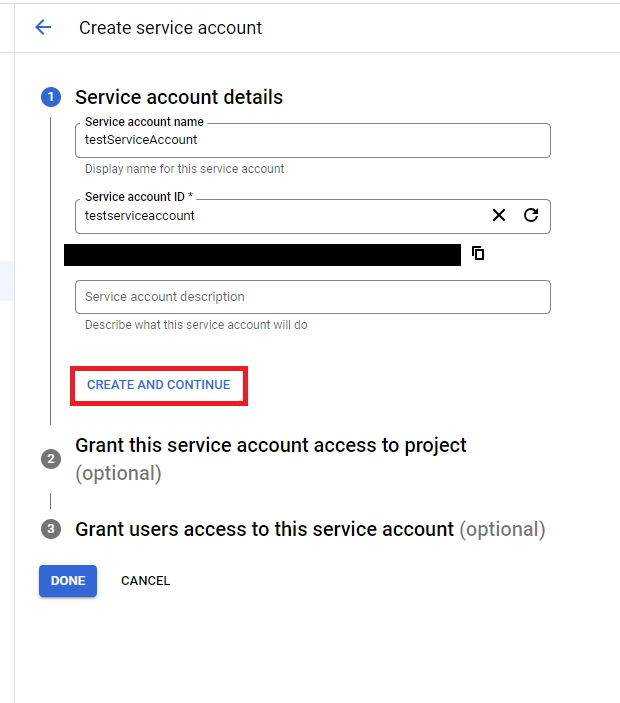 Create service account
1 Service account details
Service account name
testServiceAccount
Display name for this service account
Service account ID *
testserviceaccount
Service account description
Describe what this service account will do
CREATE AND CONTINUE
2 Grant this service account access to project
(optional)
3 Grant users access to this service account (optional)
DONE CANCEL